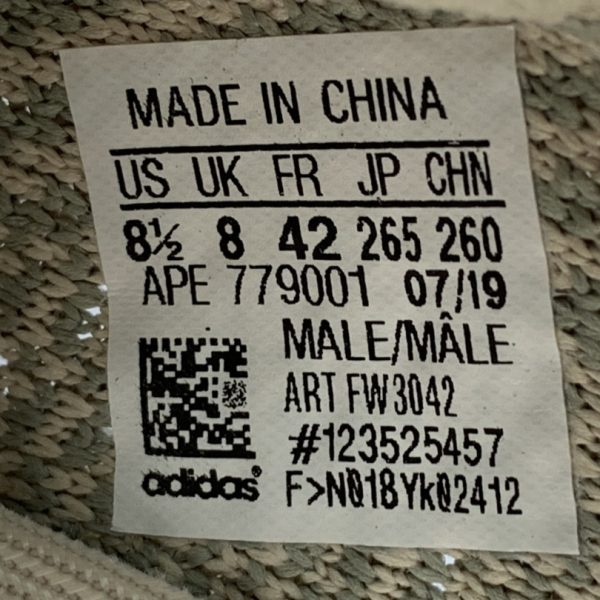 MADE IN CHINA
US UK FR JP CHN
8½ 8 42 265 260
APE 779001 07/19
MALE/MÂLE
ART FW3042
#123525457
adidas® F>N018Yk02412